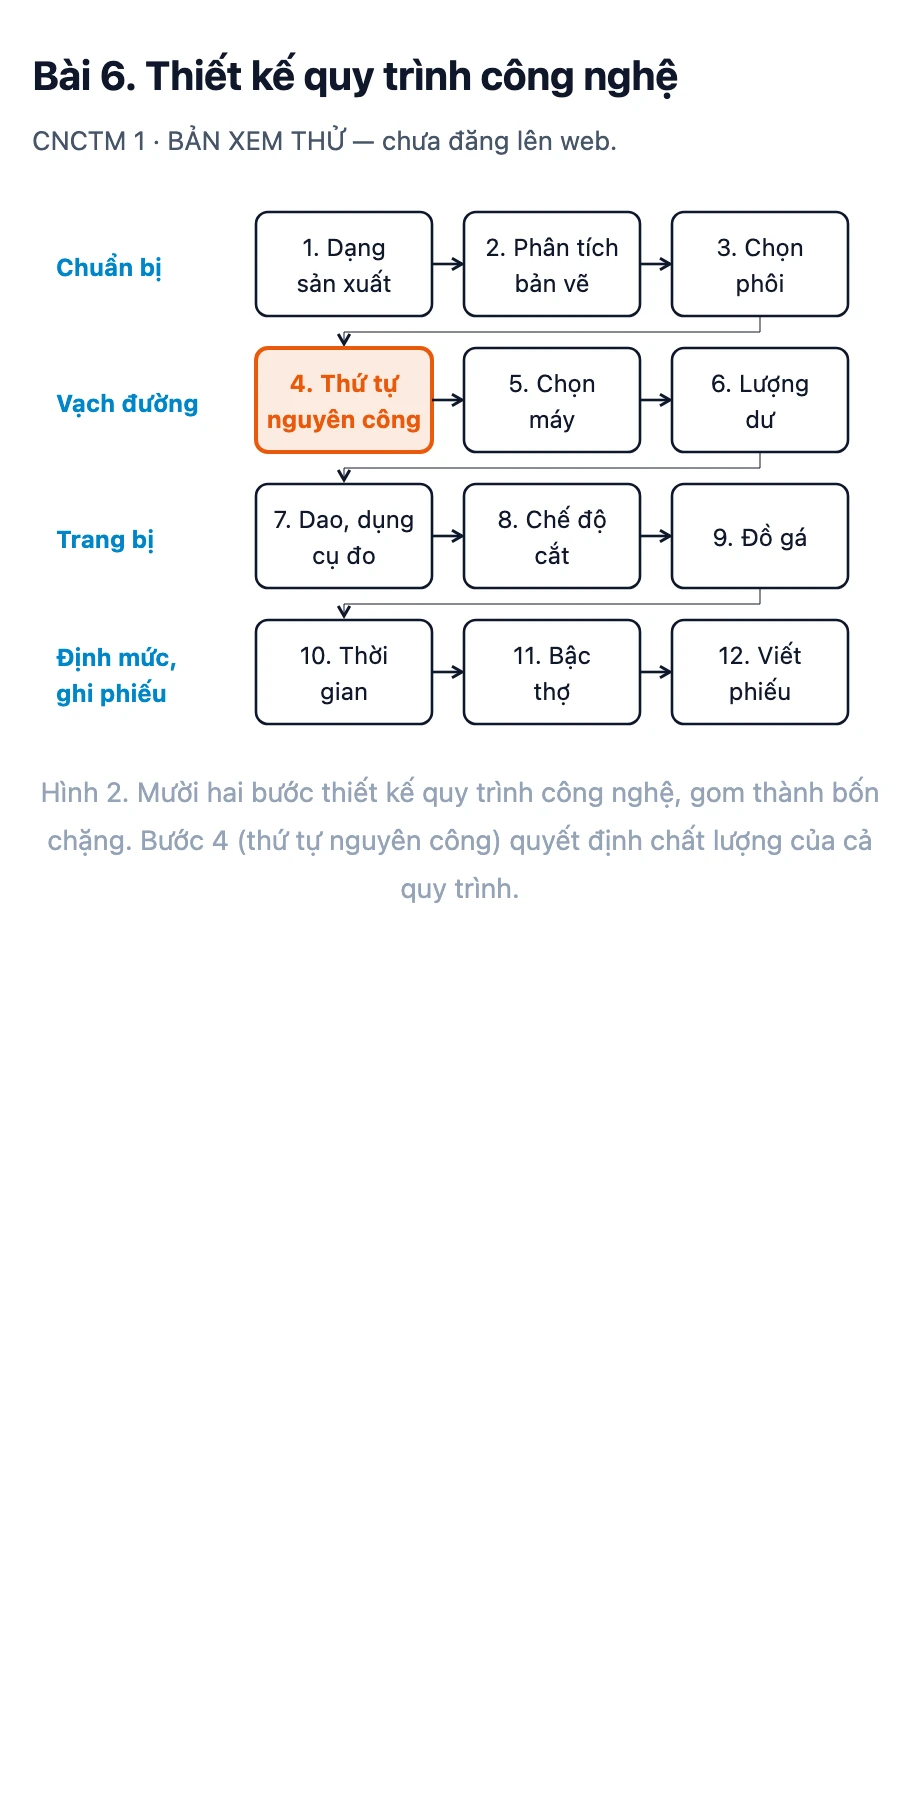 Bài 6. Thiết kế quy trình công nghệ
CNCTM 1 · BẢN XEM THỬ — chưa đăng lên web.
Chuẩn bị
1. Dạng
sản xuất
2. Phân tích
bản vẽ
3. Chọn
phôi
Vạch đường
4. Thứ tự
nguyên công
5. Chọn
máy
6. Lượng
dư
Trang bị
7. Dao, dụng
cụ đo
8. Chế độ
cắt
9. Đồ gá
Định mức,
ghi phiếu
10. Thời
gian
11. Bậc
thợ
12. Viết
phiếu
Hình 2. Mười hai bước thiết kế quy trình công nghệ, gom thành bốn
chặng. Bước 4 (thứ tự nguyên công) quyết định chất lượng của cả
quy trình.